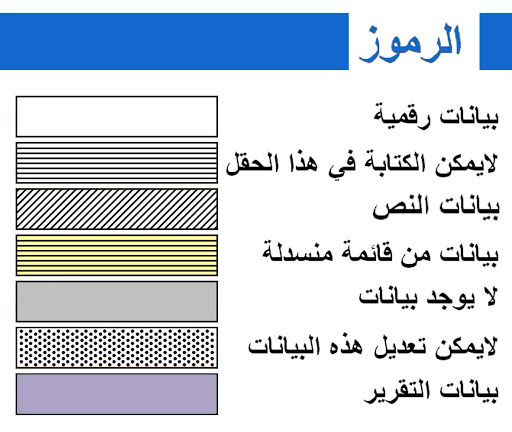 الرموز
بيانات رقمية
لايمكن الكتابة في هذا الحقل
بيانات النص
بيانات من قائمة منسدلة
لا يوجد بيانات
لايمكن تعديل هذه البيانات
بيانات التقرير